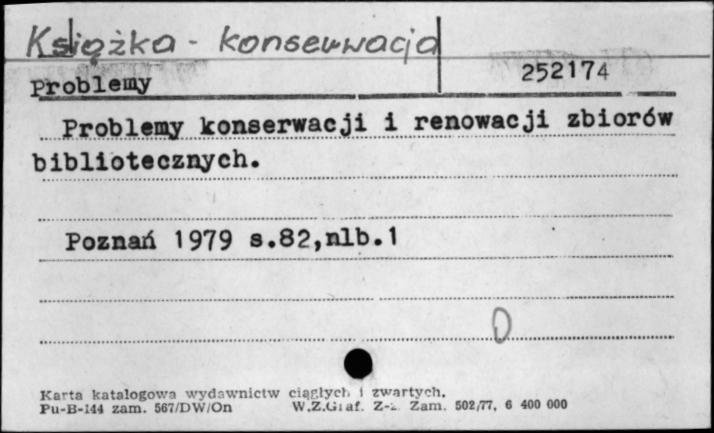 Książka - konserwacja
Problemy 252174
Problemy konserwacji i renowacji zbiorów
bibliotecznych.
Poznań 1979 s.82,nlb.1
Karta katalogowa wydawnictw ciągłych i zwartych.
Pu-B-144 zam. 567/DW/On W.Z.Graf. Zam. 502/77, 6 400 000